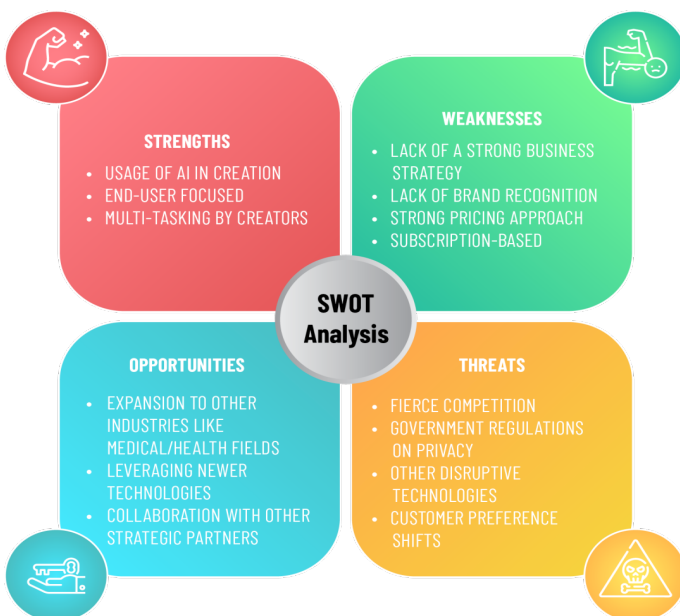 STRENGTHS
• USAGE OF AI IN CREATION
• END-USER FOCUSED
• MULTI-TASKING BY CREATORS
WEAKNESSES
• LACK OF A STRONG BUSINESS
STRATEGY
• LACK OF BRAND RECOGNITION
• STRONG PRICING APPROACH
• SUBSCRIPTION-BASED
SWOT
Analysis
OPPORTUNITIES
• EXPANSION TO OTHER
INDUSTRIES LIKE
MEDICAL/HEALTH FIELDS
• LEVERAGING NEWER
TECHNOLOGIES
• COLLABORATION WITH OTHER
STRATEGIC PARTNERS
THREATS
• FIERCE COMPETITION
• GOVERNMENT REGULATIONS
ON PRIVACY
• OTHER DISRUPTIVE
TECHNOLOGIES
• CUSTOMER PREFERENCE
SHIFTS